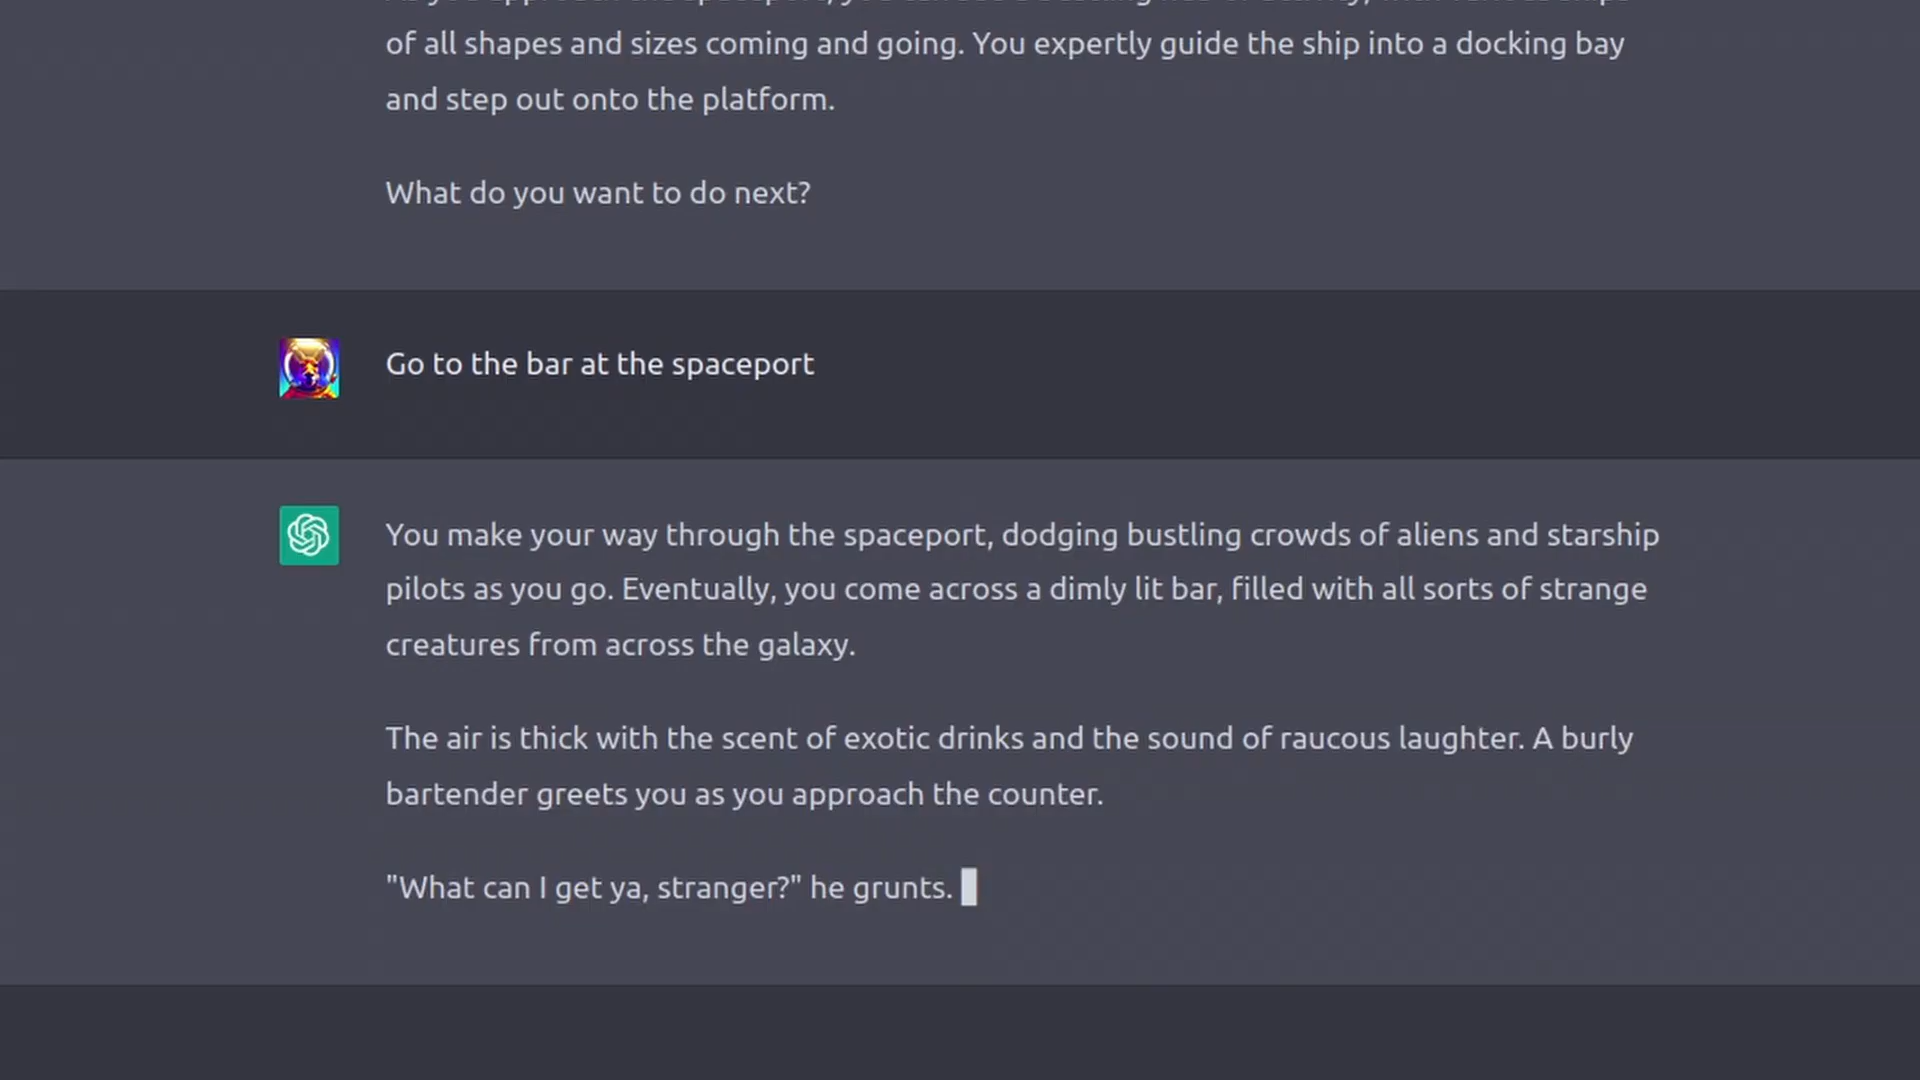 of all shapes and sizes coming and going. You expertly guide the ship into a docking bay
and step out onto the platform.
What do you want to do next?
Go to the bar at the spaceport
You make your way through the spaceport, dodging bustling crowds of aliens and starship
pilots as you go. Eventually, you come across a dimly lit bar, filled with all sorts of strange
creatures from across the galaxy.
The air is thick with the scent of exotic drinks and the sound of raucous laughter. A burly
bartender greets you as you approach the counter.
"What can I get ya, stranger?" he grunts.